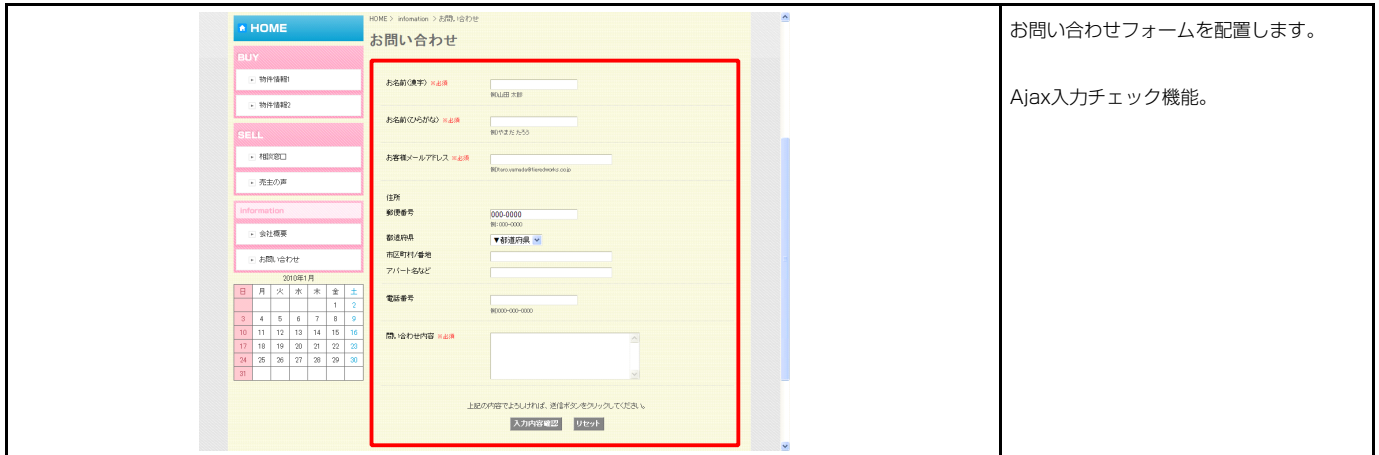 HOME
BUY
物件情報1
物件情報2
SELL
相談窓口
売主の声
information
会社概要
お問い合わせ
2010年1月
日 月 火 水 木 金 土
1 2
3 4 5 6 7 8 9
10 11 12 13 14 15 16
17 18 19 20 21 22 23
24 25 26 27 28 29 30
31
HOME > infomation > お問い合わせ
お問い合わせ
お名前(漢字) ※必須
例)山田 太郎
お名前(ひらがな) ※必須
例)やまだ たろう
お客様メールアドレス ※必須
住所
郵便番号 000-0000
例:000-0000
都道府県 ▼都道府県
市区町村/番地
アパート名など
電話番号
例)0000-000-0000
問い合わせ内容 ※必須
上記の内容でよろしければ、送信ボタンをクリックしてください。
入力内容確認 リセット
お問い合わせフォームを配置します。
Ajax入力チェック機能。